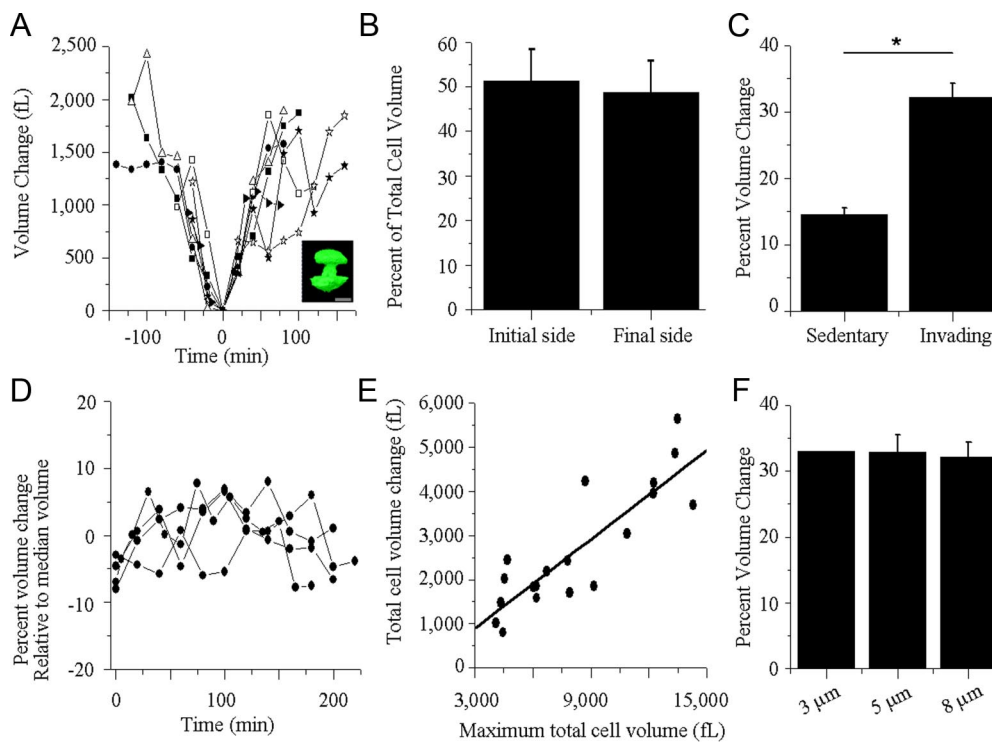 A
Volume Change (fL)
2,500
2,000
1,500
1,000
500
0
-100
0
100
Time (min)
B
Percent of Total Cell Volume
60
50
40
30
20
10
0
Initial side
Final side
C
Percent Volume Change
40
30
20
10
0
*
Sedentary
Invading
D
Percent volume change
Relative to median volume
20
10
0
-10
-20
0
100
200
Time (min)
E
Total cell volume change (fL)
6,000
5,000
4,000
3,000
2,000
1,000
0
3,000
9,000
15,000
Maximum total cell volume (fL)
F
Percent Volume Change
40
30
20
10
0
3 µm
5 µm
8 µm